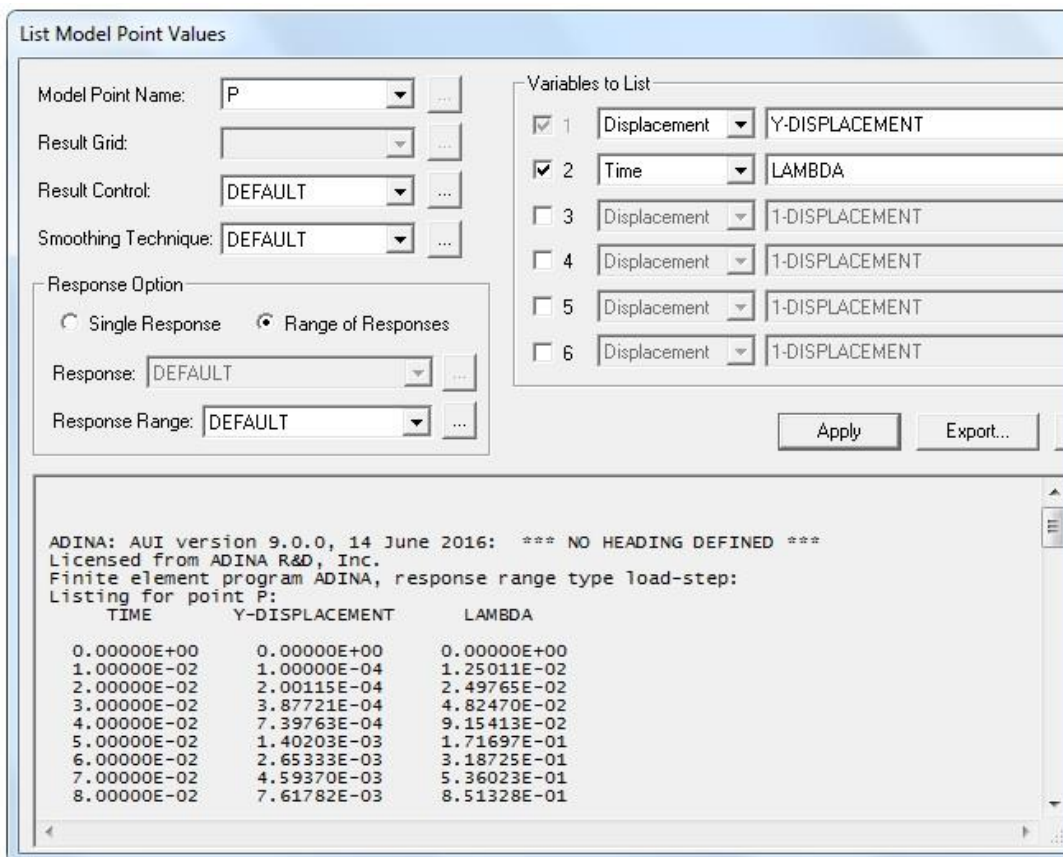 List Model Point Values
Model Point Name: P ...
Result Grid: ...
Result Control: DEFAULT ...
Smoothing Technique: DEFAULT ...
Response Option
Single Response Range of Responses
Response: DEFAULT ...
Response Range: DEFAULT ...
Variables to List
1 Displacement Y-DISPLACEMENT
2 Time LAMBDA
3 Displacement 1-DISPLACEMENT
4 Displacement 1-DISPLACEMENT
5 Displacement 1-DISPLACEMENT
6 Displacement 1-DISPLACEMENT
Apply Export...
ADINA: AUI version 9.0.0, 14 June 2016: *** NO HEADING DEFINED ***
Licensed from ADINA R&D, Inc.
Finite element program ADINA, response range type load-step:
Listing for point P:
TIME Y-DISPLACEMENT LAMBDA
0.00000E+00 0.00000E+00 0.00000E+00
1.00000E-02 1.00000E-04 1.25011E-02
2.00000E-02 2.00115E-04 2.49765E-02
3.00000E-02 3.87721E-04 4.82470E-02
4.00000E-02 7.39763E-04 9.15413E-02
5.00000E-02 1.40203E-03 1.71697E-01
6.00000E-02 2.65333E-03 3.18725E-01
7.00000E-02 4.59370E-03 5.36023E-01
8.00000E-02 7.61782E-03 8.51328E-01